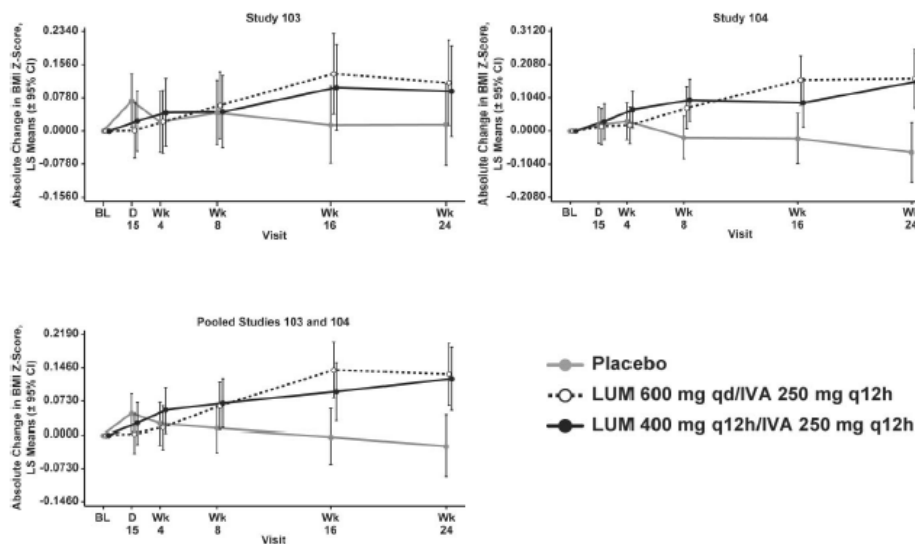 Study 103
Absolute Change in BMI Z-Score,
LS Means (± 95% CI)
0.2340
0.1560
0.0780
0.0000
-0.0780
-0.1560
BL D Wk Wk Wk Wk
15 4 8 16 24
Visit
Study 104
Absolute Change in BMI Z-Score,
LS Means (± 95% CI)
0.3120
0.2080
0.1040
0.0000
-0.1040
-0.2080
BL D Wk Wk Wk Wk
15 4 8 16 24
Visit
Pooled Studies 103 and 104
Absolute Change in BMI Z-Score,
LS Means (± 95% CI)
0.2190
0.1460
0.0730
0.0000
-0.0730
-0.1460
BL D Wk Wk Wk Wk
15 4 8 16 24
Visit
Placebo
LUM 600 mg qd/IVA 250 mg q12h
LUM 400 mg q12h/IVA 250 mg q12h